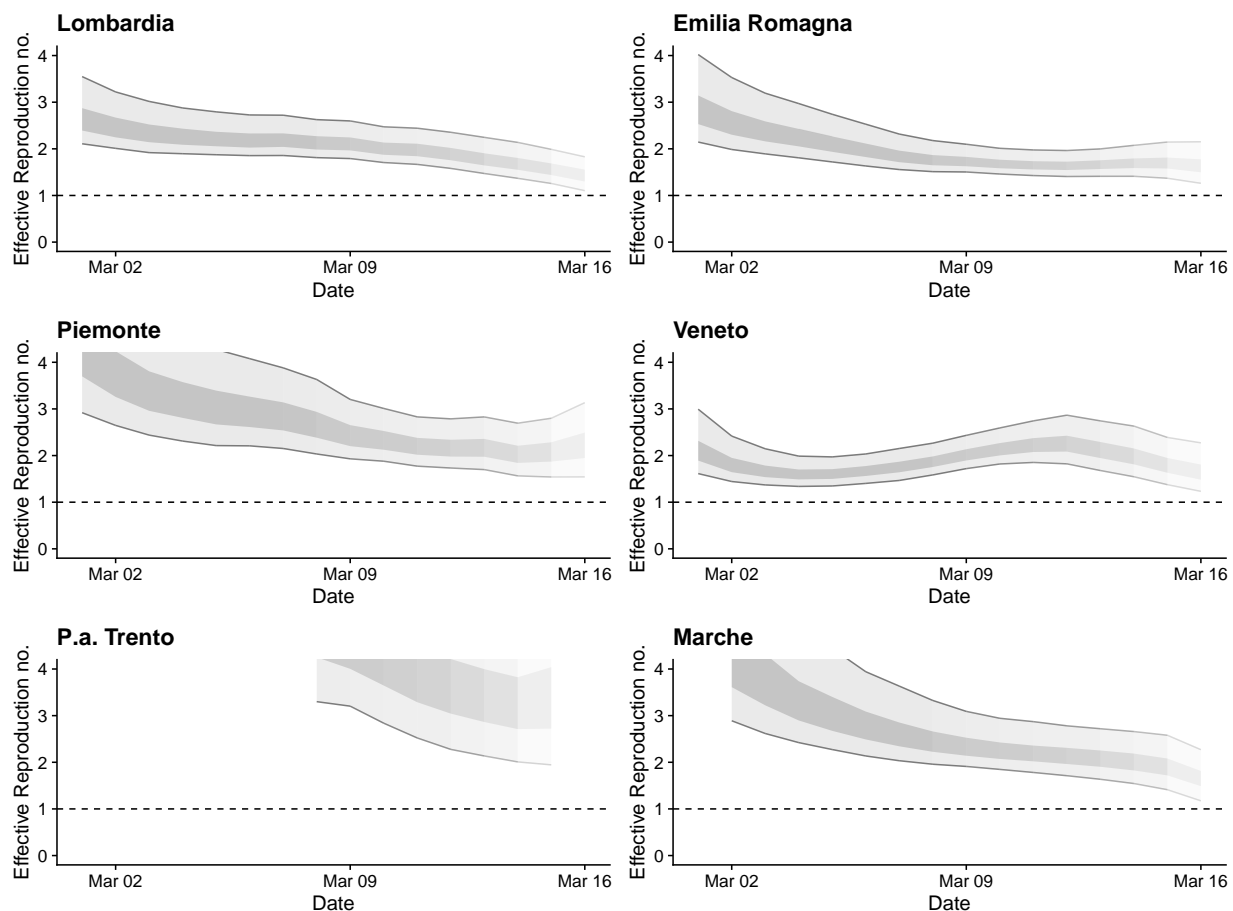 Lombardia
Effective Reproduction no.
4
3
2
1
0
Mar 02 Mar 09 Mar 16
Date
Emilia Romagna
Effective Reproduction no.
4
3
2
1
0
Mar 02 Mar 09 Mar 16
Date
Piemonte
Effective Reproduction no.
4
3
2
1
0
Mar 02 Mar 09 Mar 16
Date
Veneto
Effective Reproduction no.
4
3
2
1
0
Mar 02 Mar 09 Mar 16
Date
P.a. Trento
Effective Reproduction no.
4
3
2
1
0
Mar 02 Mar 09 Mar 16
Date
Marche
Effective Reproduction no.
4
3
2
1
0
Mar 02 Mar 09 Mar 16
Date